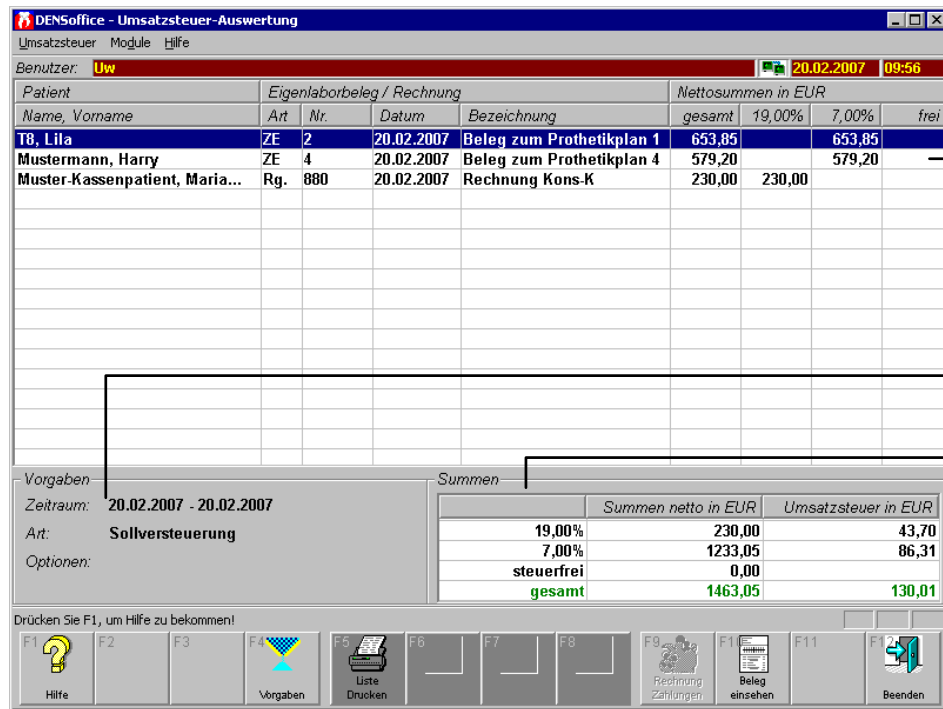 DENSoffice - Umsatzsteuer-Auswertung
Umsatzsteuer Module Hilfe
Benutzer: Uw 20.02.2007 09:56
Patient Eigenlaborbeleg / Rechnung Nettosummen in EUR
Name, Vorname Art Nr. Datum Bezeichnung gesamt 19,00% 7,00% frei
T8, Lila ZE 2 20.02.2007 Beleg zum Prothetikplan 1 653,85 653,85
Mustermann, Harry ZE 4 20.02.2007 Beleg zum Prothetikplan 4 579,20 579,20
Muster-Kassenpatient, Maria... Rg. 880 20.02.2007 Rechnung Kons-K 230,00 230,00
Vorgaben
Zeitraum: 20.02.2007 - 20.02.2007
Art: Sollversteuerung
Optionen:
Summen
Summen netto in EUR Umsatzsteuer in EUR
19,00% 230,00 43,70
7,00% 1233,05 86,31
steuerfrei 0,00
gesamt 1463,05 130,01
Drücken Sie F1, um Hilfe zu bekommen!
F1 F2 F3 F4 F5 F6 F7 F8 F9 F10 F11 F12
Hilfe Vorgaben Liste Drucken Rechnung Zahlungen Beleg einsehen Beenden